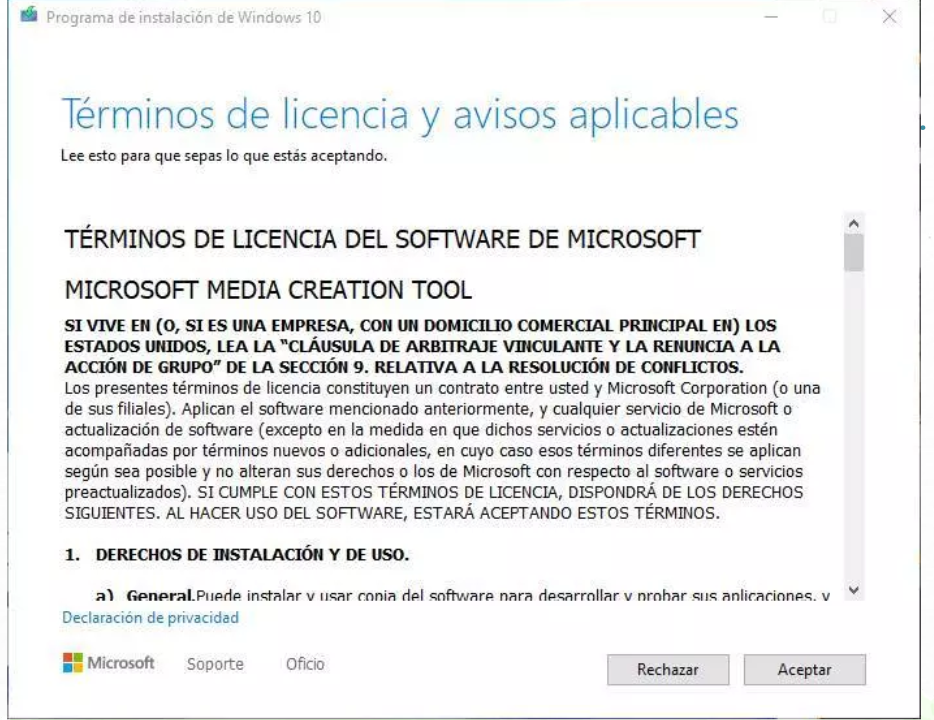 Programa de instalación de Windows 10
Términos de licencia y avisos aplicables
Lee esto para que sepas lo que estás aceptando.
TÉRMINOS DE LICENCIA DEL SOFTWARE DE MICROSOFT
MICROSOFT MEDIA CREATION TOOL
SI VIVE EN (O, SI ES UNA EMPRESA, CON UN DOMICILIO COMERCIAL PRINCIPAL EN) LOS
ESTADOS UNIDOS, LEA LA “CLÁUSULA DE ARBITRAJE VINCULANTE Y LA RENUNCIA A LA
ACCIÓN DE GRUPO” DE LA SECCIÓN 9. RELATIVA A LA RESOLUCIÓN DE CONFLICTOS.
Los presentes términos de licencia constituyen un contrato entre usted y Microsoft Corporation (o una
de sus filiales). Aplican el software mencionado anteriormente, y cualquier servicio de Microsoft o
actualización de software (excepto en la medida en que dichos servicios o actualizaciones estén
acompañadas por términos nuevos o adicionales, en cuyo caso esos términos diferentes se aplican
según sea posible y no alteran sus derechos o los de Microsoft con respecto al software o servicios
preactualizados). SI CUMPLE CON ESTOS TÉRMINOS DE LICENCIA, DISPONDRÁ DE LOS DERECHOS
SIGUIENTES. AL HACER USO DEL SOFTWARE, ESTARÁ ACEPTANDO ESTOS TÉRMINOS.
1. DERECHOS DE INSTALACIÓN Y DE USO.
a) General.Puede instalar y usar copia del software para desarrollar y probar sus aplicaciones, y
Declaración de privacidad
Microsoft Soporte Oficio
Rechazar Aceptar